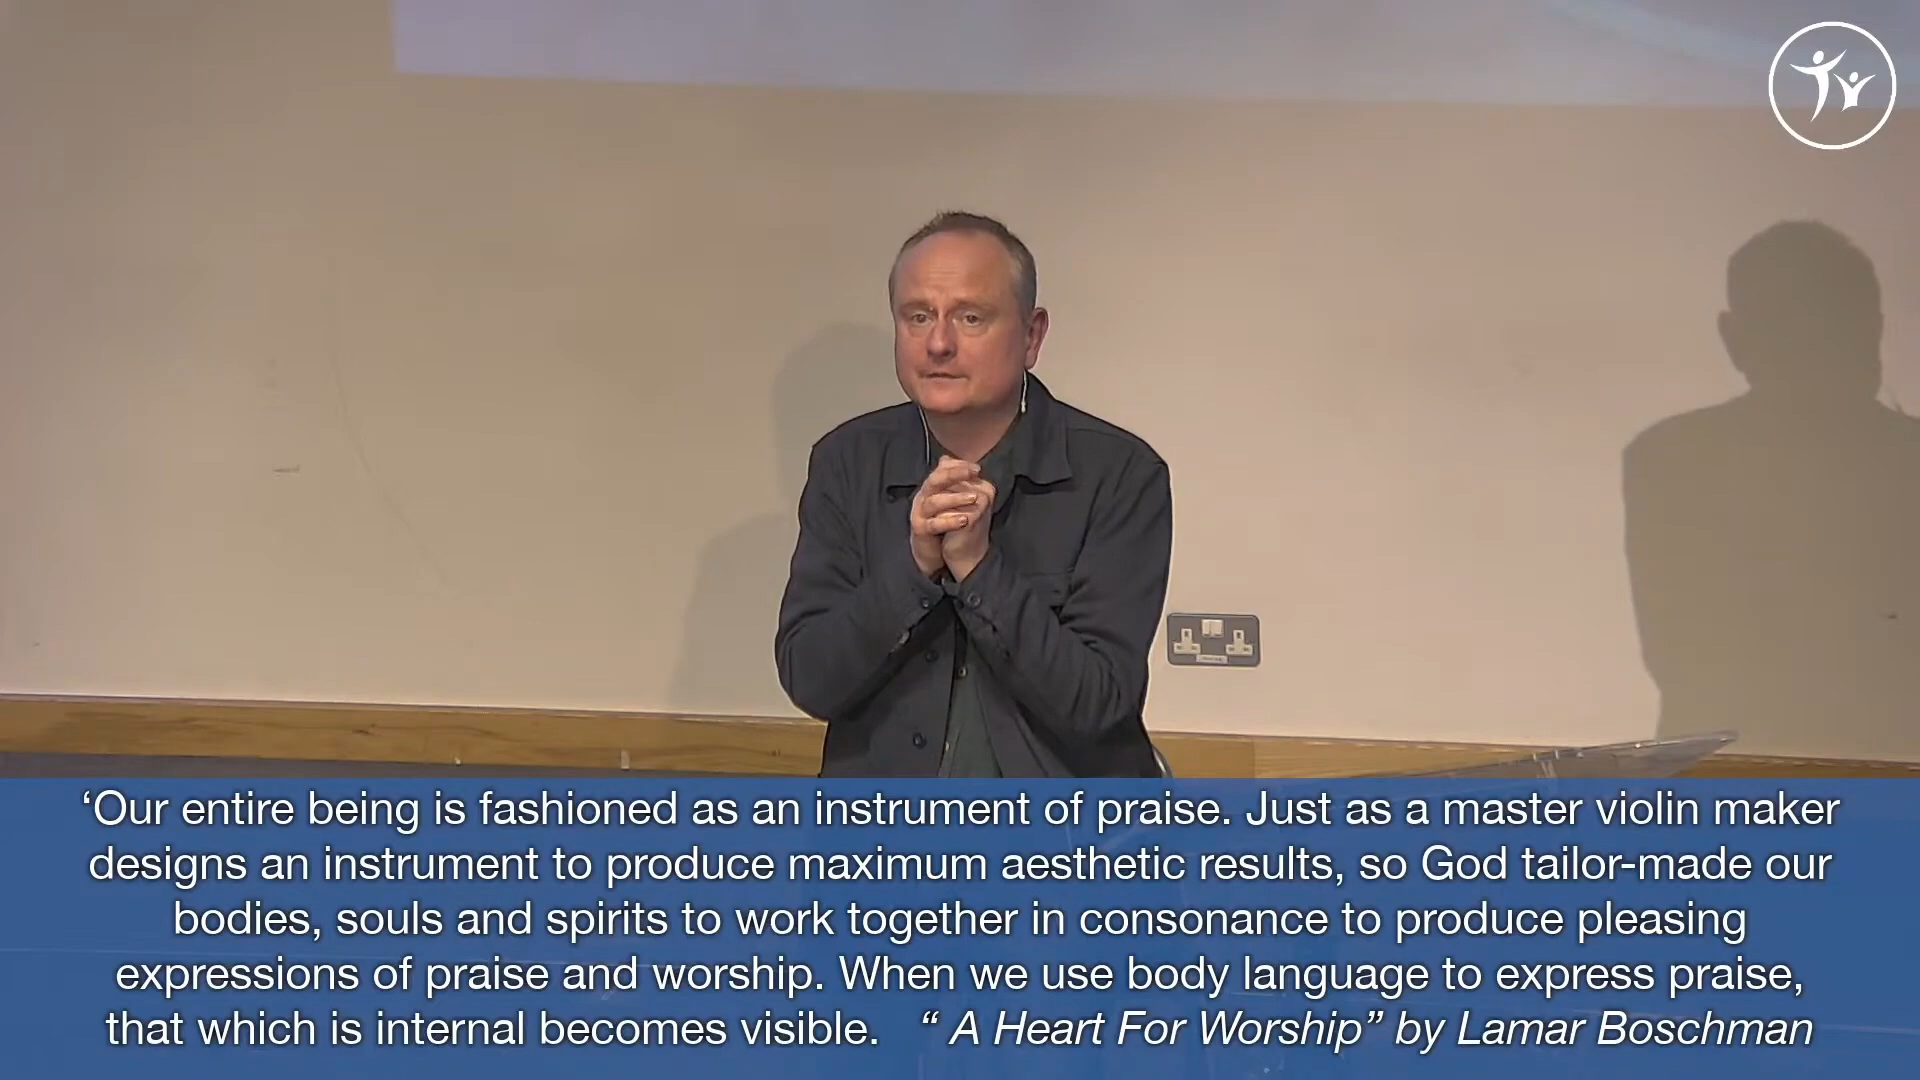 ‘Our entire being is fashioned as an instrument of praise. Just as a master violin maker
designs an instrument to produce maximum aesthetic results, so God tailor-made our
bodies, souls and spirits to work together in consonance to produce pleasing
expressions of praise and worship. When we use body language to express praise,
that which is internal becomes visible. “ A Heart For Worship” by Lamar Boschman